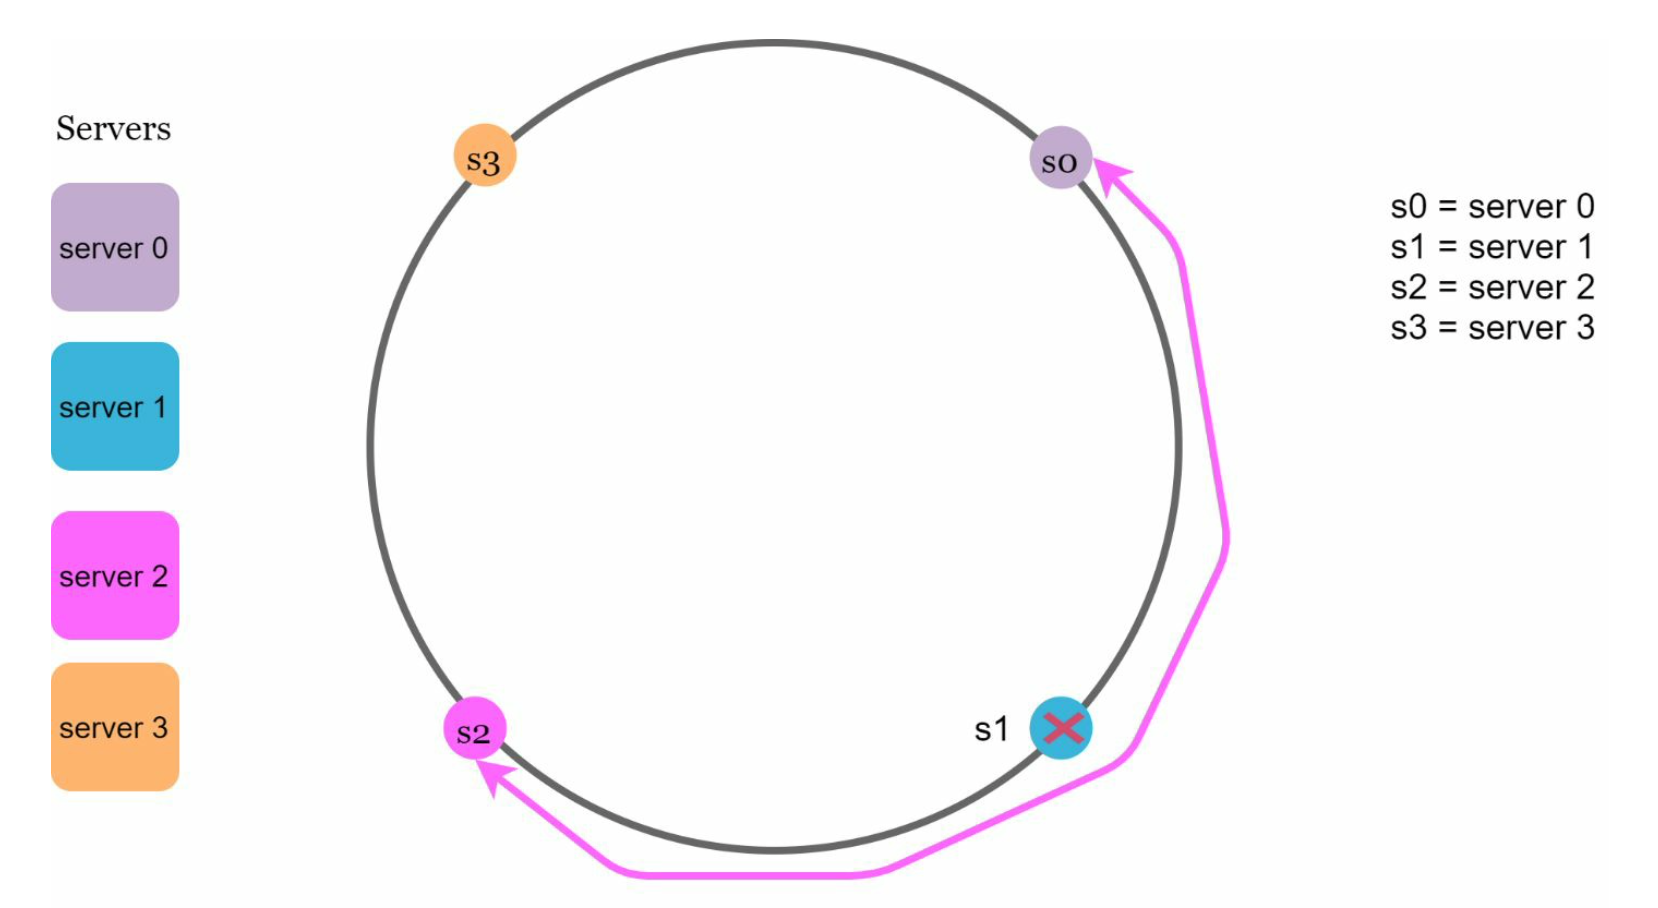 Servers
server 0
server 1
server 2
server 3
s3
s0
s2
s1
s0 = server 0
s1 = server 1
s2 = server 2
s3 = server 3